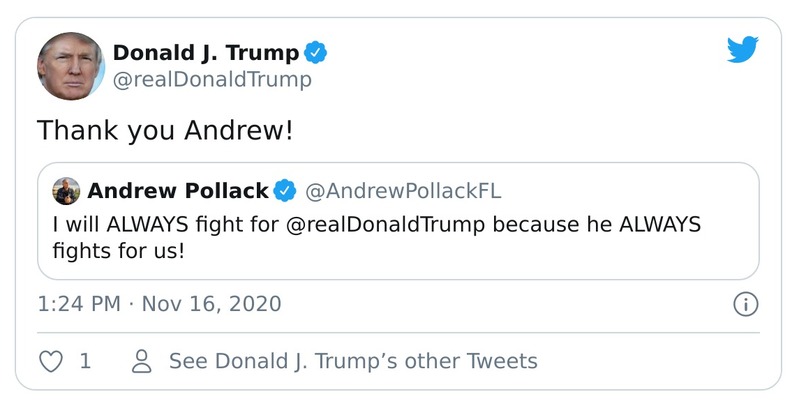 Donald J. Trump
@realDonaldTrump
Thank you Andrew!
Andrew Pollack @AndrewPollackFL
I will ALWAYS fight for @realDonaldTrump because he ALWAYS
fights for us!
1:24 PM · Nov 16, 2020
1 See Donald J. Trump’s other Tweets